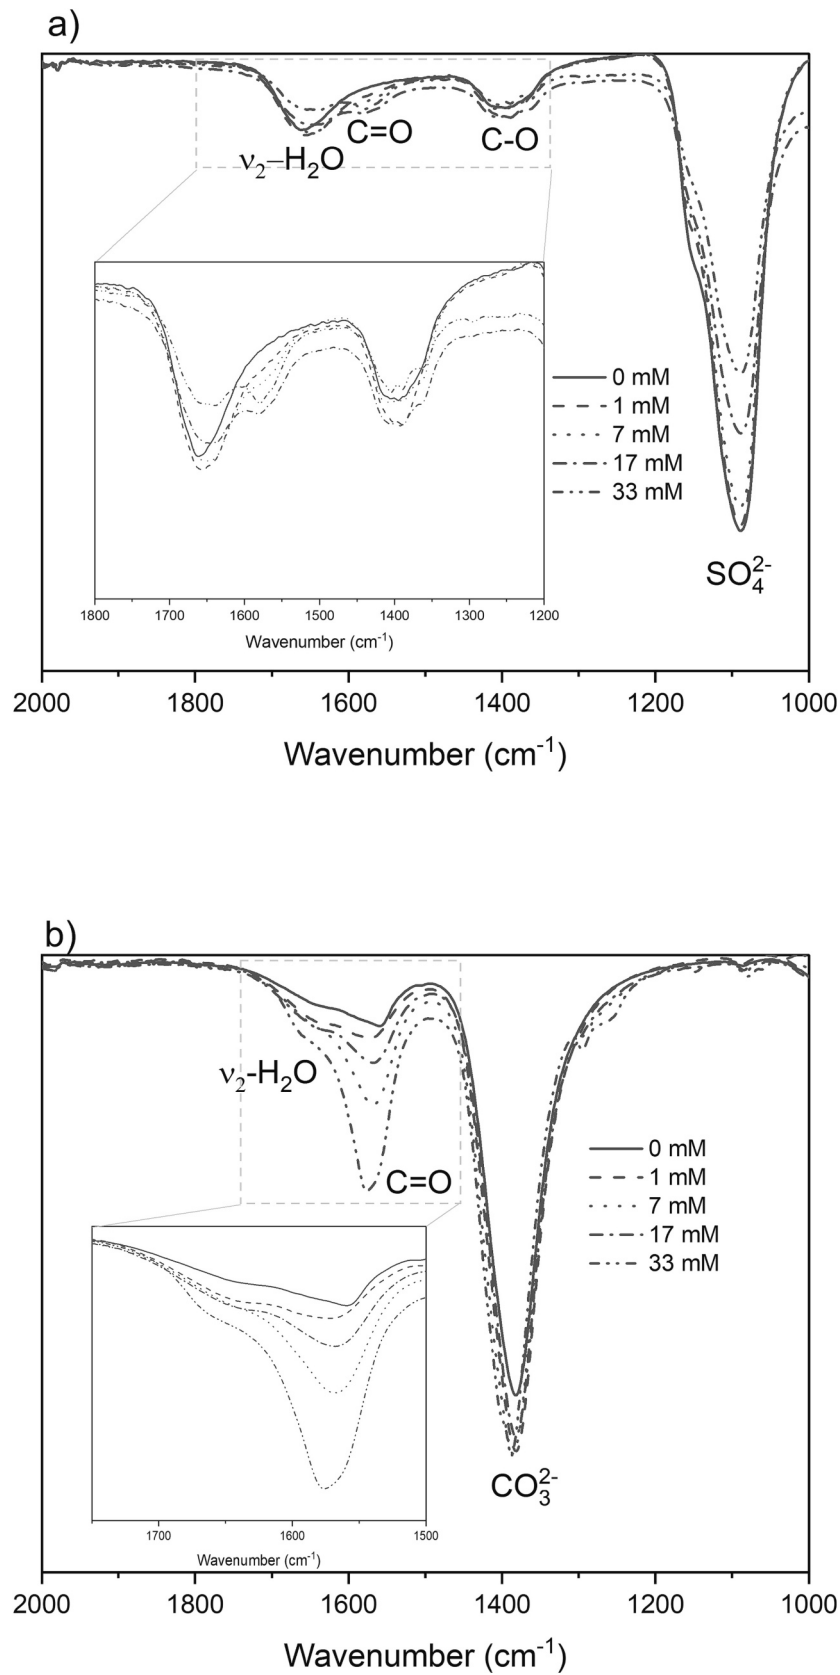 a)
C=O
C-O
ν₂–H₂O
1800 1700 1600 1500 1400 1300 1200
Wavenumber (cm⁻¹)
0 mM
1 mM
7 mM
17 mM
33 mM
SO₄²⁻
2000 1800 1600 1400 1200 1000
Wavenumber (cm⁻¹)
b)
ν₂-H₂O
C=O
0 mM
1 mM
7 mM
17 mM
33 mM
1700 1600 1500
Wavenumber (cm⁻¹)
CO₃²⁻
2000 1800 1600 1400 1200 1000
Wavenumber (cm⁻¹)